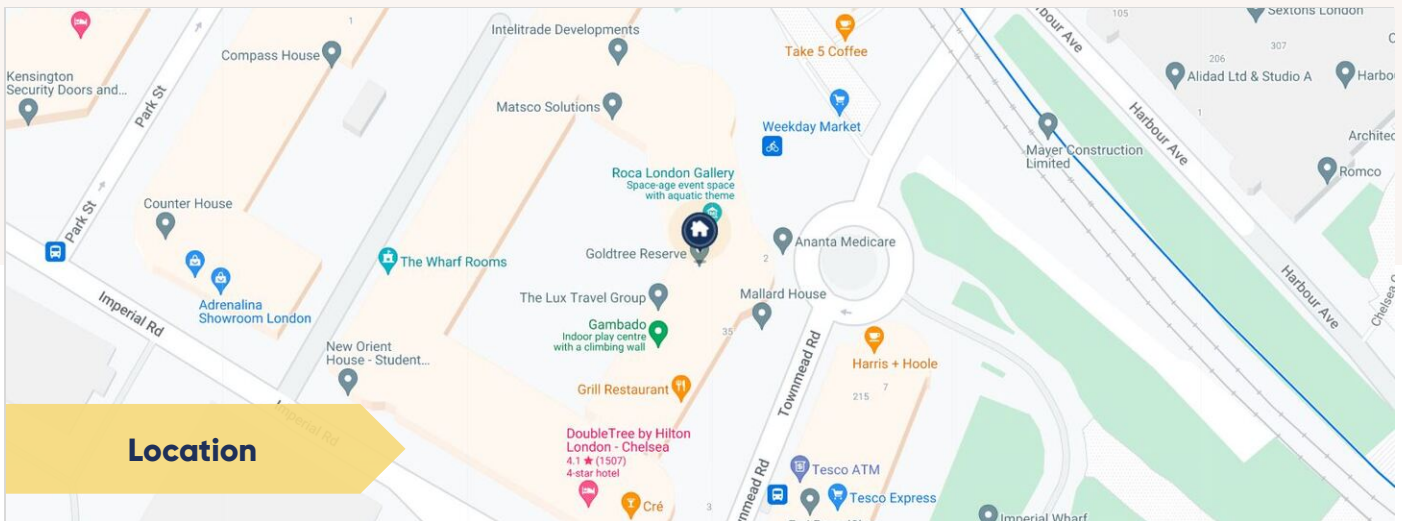 1
Compass House
Intelitrade Developments
Take 5 Coffee
105
Harbour Ave
Sextons London
307
206
Alidad Ltd & Studio A
Harbou
Kensington
Security Doors and...
Park St
Matsco Solutions
Weekday Market
Harbour Ave
1
Mayer Construction
Limited
Architec
Romco
Roca London Gallery
Space-age event space
with aquatic theme
Counter House
Park St
Goldtree Reserve
2
Ananta Medicare
The Wharf Rooms
Harbour Ave
Chelsea
The Lux Travel Group
Mallard House
Adrenalina
Showroom London
Imperial Rd
Gambado
Indoor play centre
with a climbing wall
35
New Orient
House - Student...
Townmead Rd
Harris + Hoole
7
215
Grill Restaurant
Imperial Rd
Location
DoubleTree by Hilton
London - Chelsea
4.1 ★ (1507)
4-star hotel
Tesco ATM
wnmead Rd
Tesco Express
Cré
3
Imperial Wharf